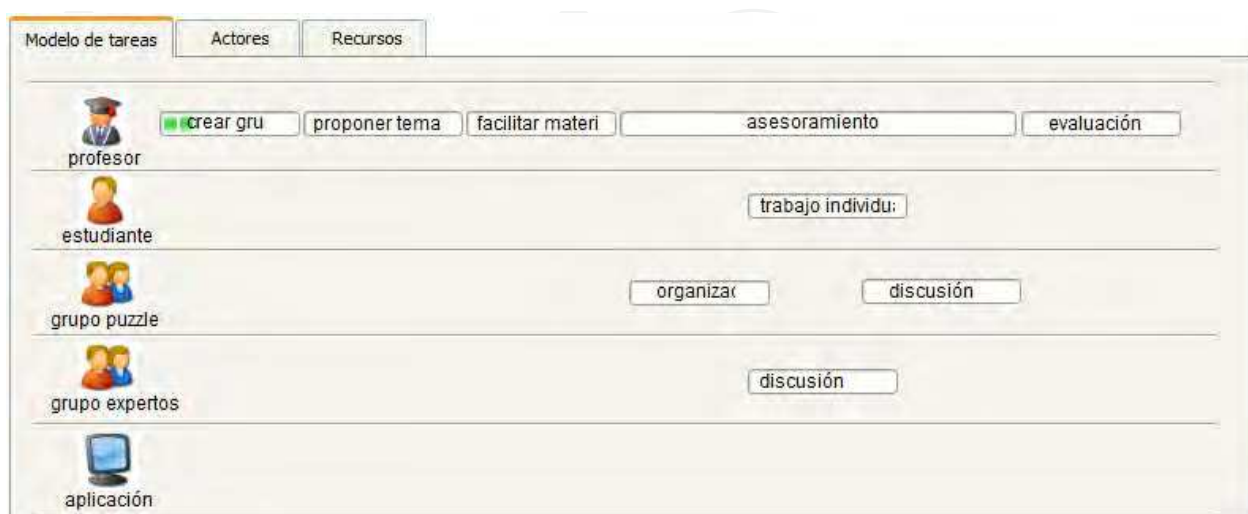 Modelo de tareas Actores Recursos
crear gru proponer tema facilitar materi asesoramiento evaluación
profesor
trabajo individu
estudiante
organizac discusión
grupo puzzle
discusión
grupo expertos
aplicación